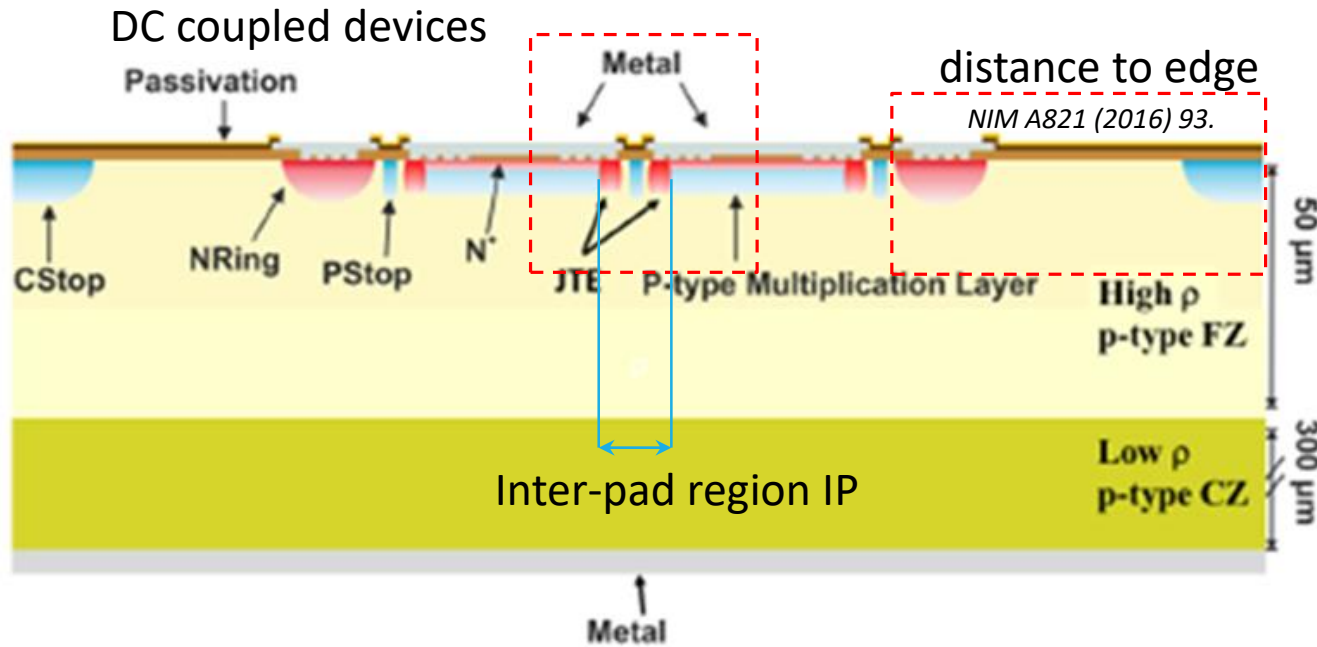 DC coupled devices
Passivation
Metal
distance to edge
NIM A821 (2016) 93.
CStop
NRing
PStop
N+
JTE
P-type Multiplication Layer
50 μm
High ρ
p-type FZ
Low ρ
p-type CZ
300 μm
Inter-pad region IP
Metal